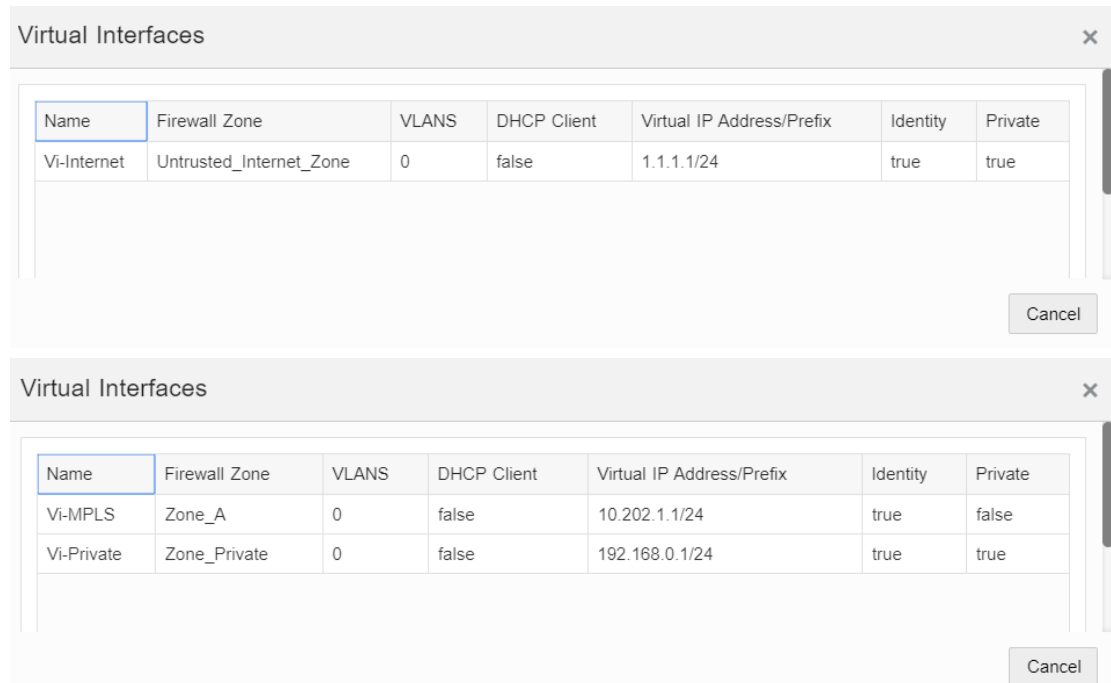 Virtual Interfaces ×
Name Firewall Zone VLANS DHCP Client Virtual IP Address/Prefix Identity Private
Vi-Internet Untrusted_Internet_Zone 0 false 1.1.1.1/24 true true
Cancel
Virtual Interfaces ×
Name Firewall Zone VLANS DHCP Client Virtual IP Address/Prefix Identity Private
Vi-MPLS Zone_A 0 false 10.202.1.1/24 true false
Vi-Private Zone_Private 0 false 192.168.0.1/24 true true
Cancel